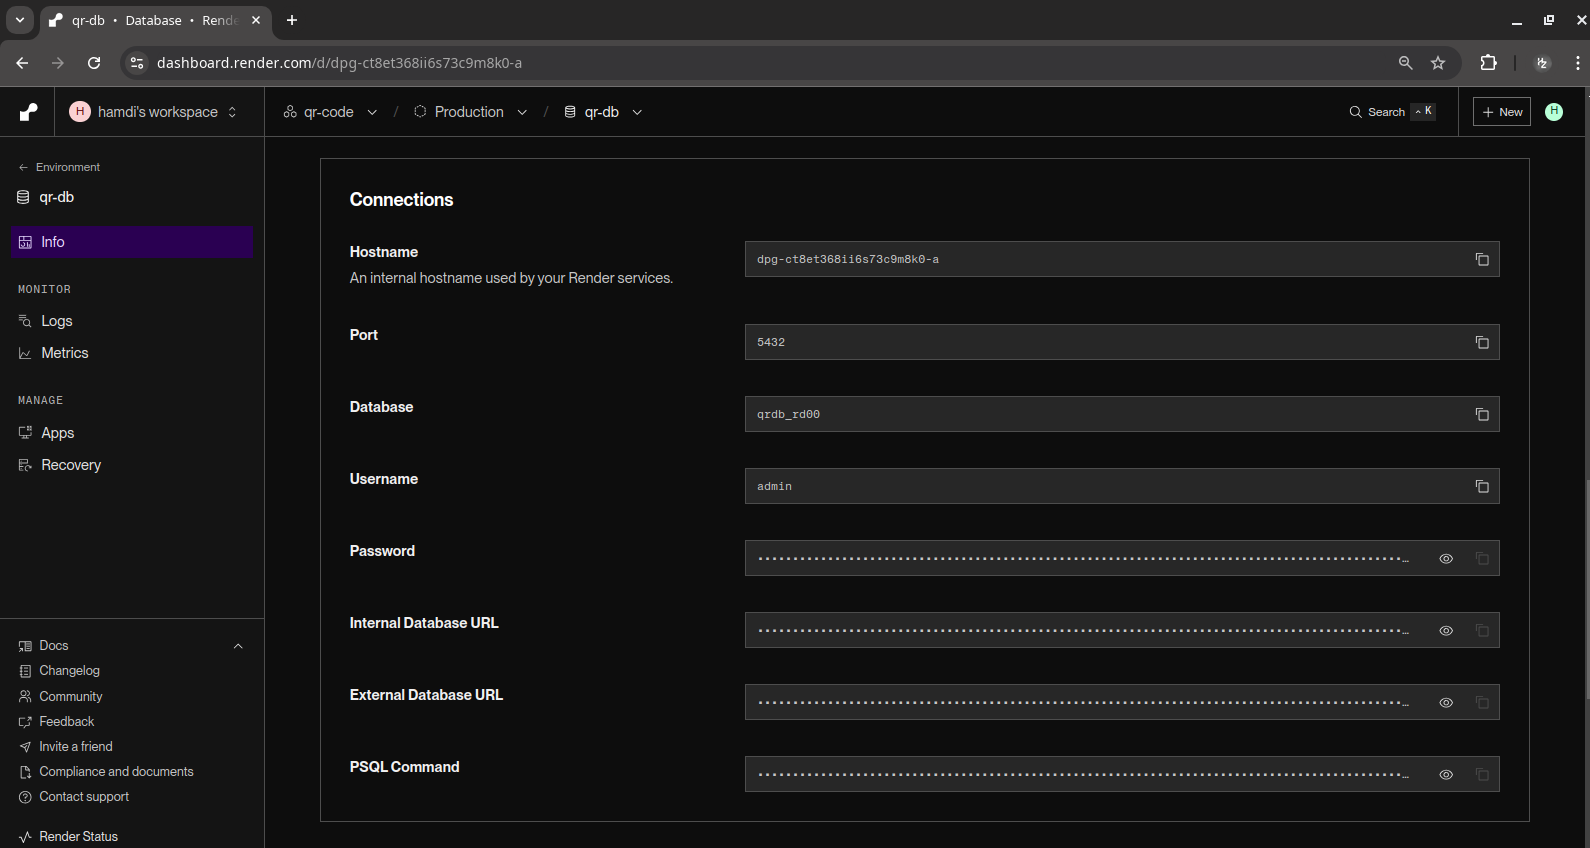 qr-db • Database • Rende
dashboard.render.com/d/dpg-ct8et368ii6s73c9m8k0-a
H hamdi's workspace
qr-code / Production / qr-db
Search ^ K
+ New
H
← Environment
qr-db
Info
MONITOR
Logs
Metrics
MANAGE
Apps
Recovery
Docs
Changelog
Community
Feedback
Invite a friend
Compliance and documents
Contact support
Render Status
Connections
Hostname
An internal hostname used by your Render services.
dpg-ct8et368ii6s73c9m8k0-a
Port
5432
Database
qrdb_rd00
Username
admin
Password
Internal Database URL
External Database URL
PSQL Command